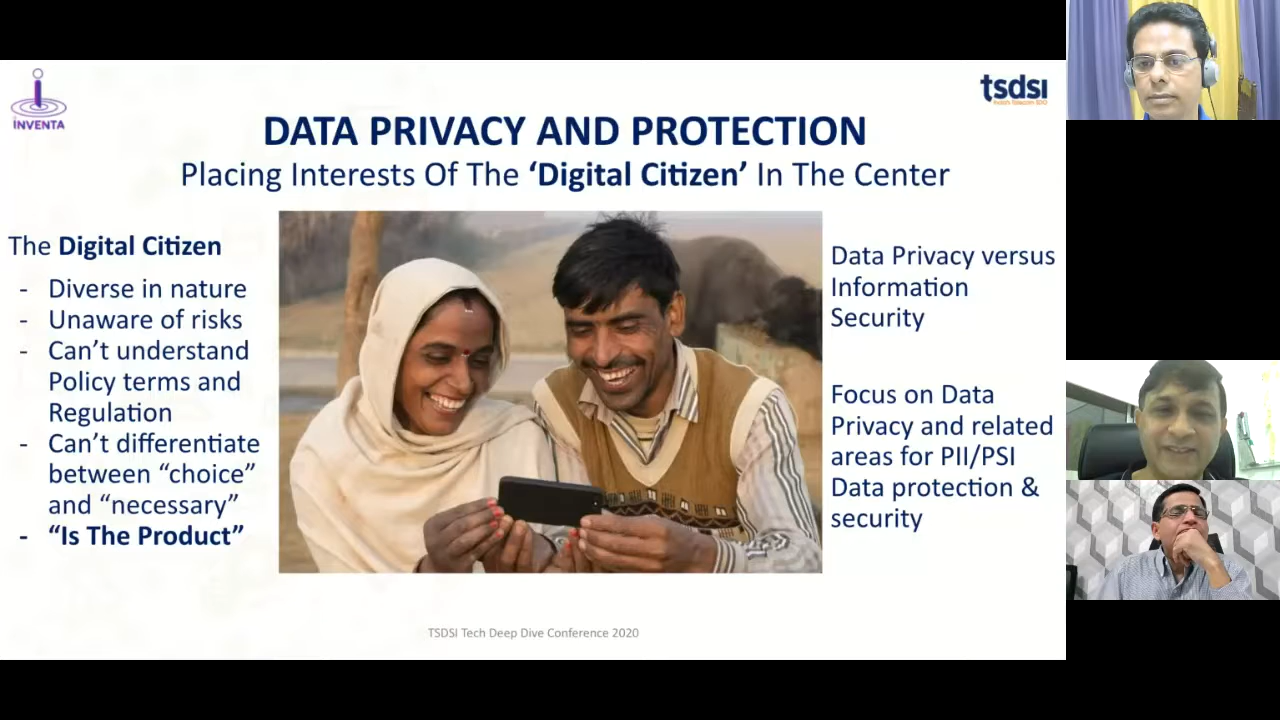 INVENTA
tsdsi
India's Telecom SDO
DATA PRIVACY AND PROTECTION
Placing Interests Of The ‘Digital Citizen’ In The Center
The Digital Citizen
- Diverse in nature
- Unaware of risks
- Can’t understand
Policy terms and
Regulation
- Can’t differentiate
between “choice”
and “necessary”
- “Is The Product”
Data Privacy versus
Information
Security
Focus on Data
Privacy and related
areas for PII/PSI
Data protection &
security
TSDSI Tech Deep Dive Conference 2020